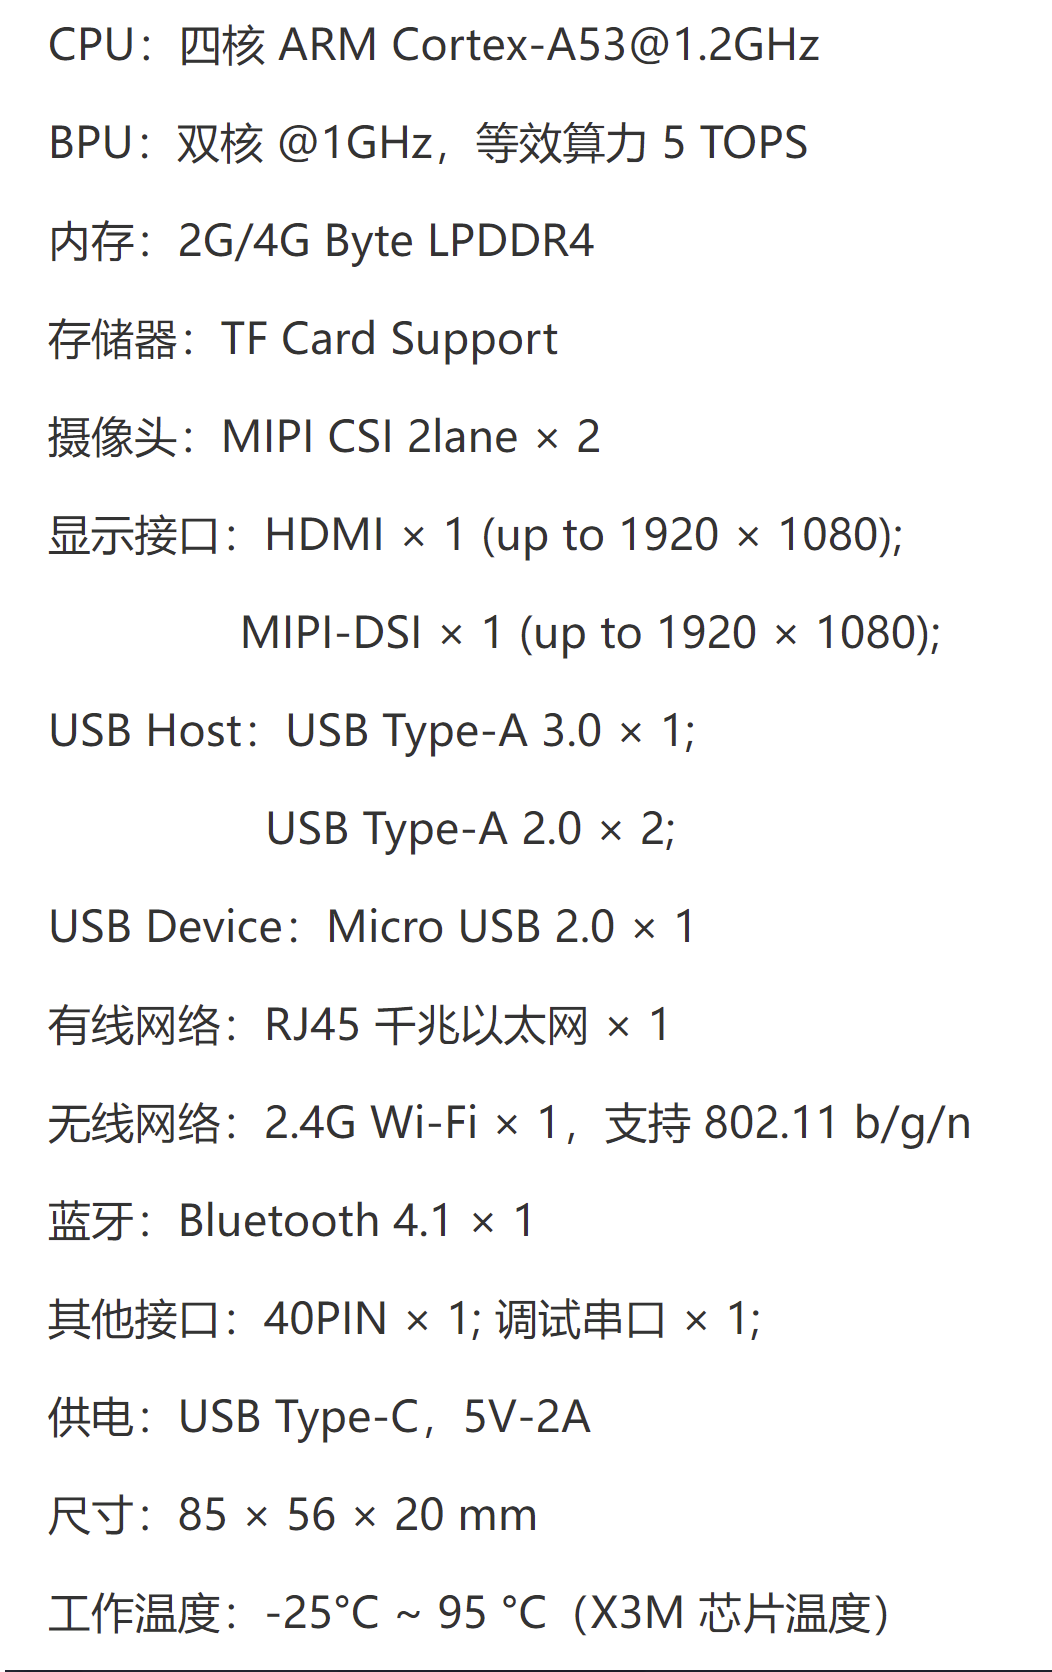 CPU：四核 ARM Cortex-A53@1.2GHz
BPU：双核 @1GHz，等效算力 5 TOPS
内存：2G/4G Byte LPDDR4
存储器：TF Card Support
摄像头：MIPI CSI 2lane × 2
显示接口：HDMI × 1 (up to 1920 × 1080);
MIPI-DSI × 1 (up to 1920 × 1080);
USB Host：USB Type-A 3.0 × 1;
USB Type-A 2.0 × 2;
USB Device：Micro USB 2.0 × 1
有线网络：RJ45 千兆以太网 × 1
无线网络：2.4G Wi-Fi × 1，支持 802.11 b/g/n
蓝牙：Bluetooth 4.1 × 1
其他接口：40PIN × 1; 调试串口 × 1;
供电：USB Type-C，5V-2A
尺寸：85 × 56 × 20 mm
工作温度：-25°C ~ 95 °C（X3M 芯片温度）